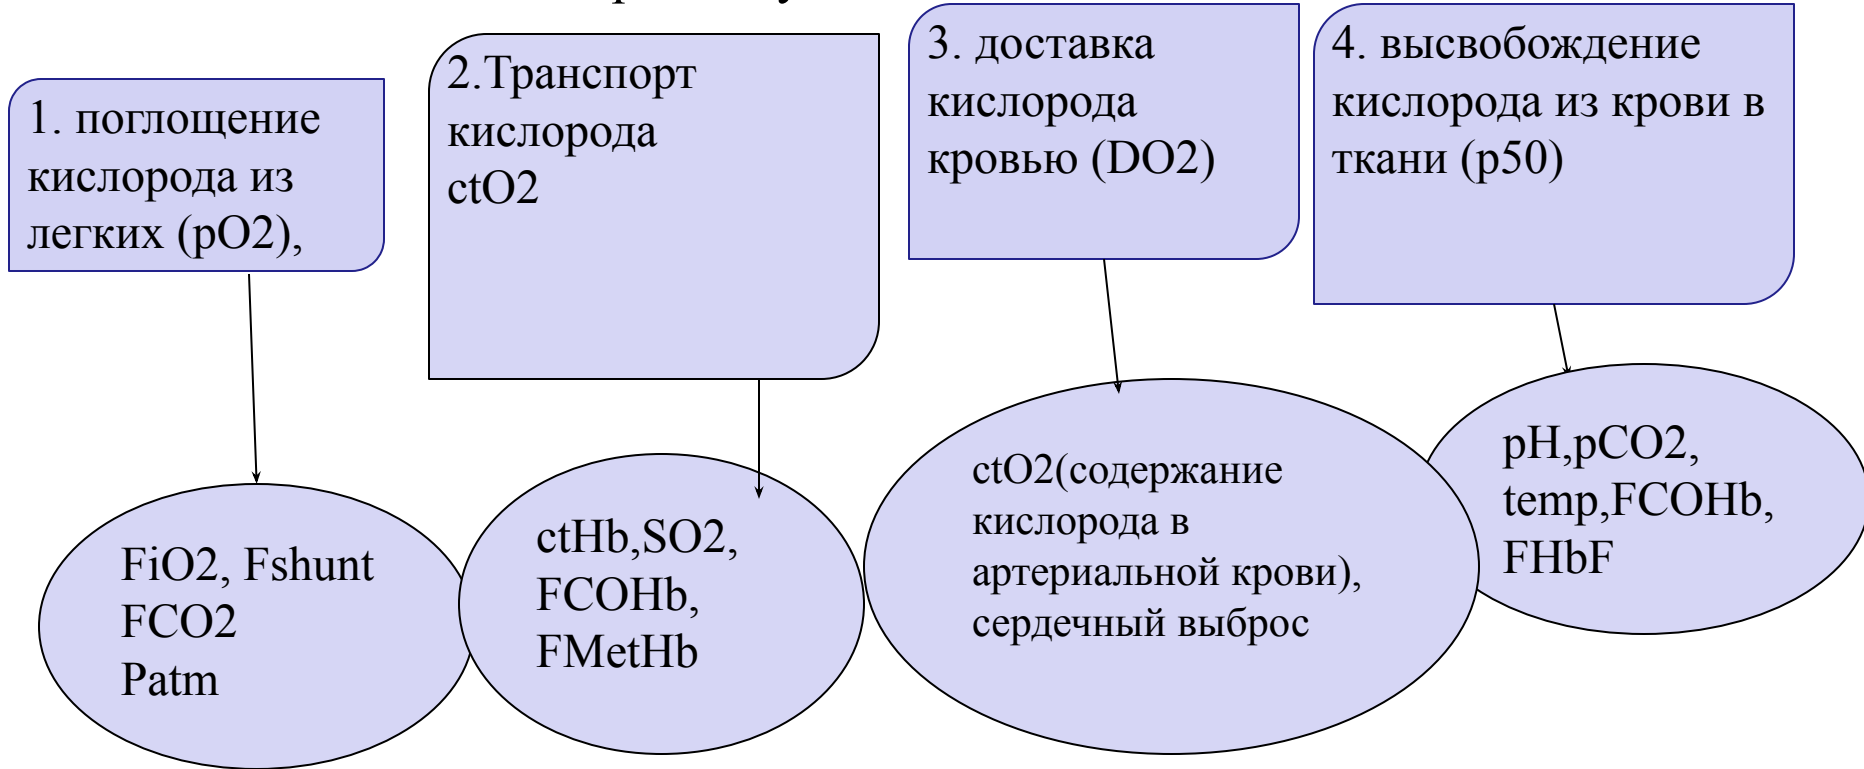 1. поглощение
кислорода из
легких (pO2),
2.Транспорт
кислорода
ctO2
3. доставка
кислорода
кровью (DO2)
4. высвобождение
кислорода из крови в
ткани (p50)
FiO2, Fshunt
FCO2
Patm
ctHb,SO2,
FCOHb,
FMetHb
ctO2(содержание
кислорода в
артериальной крови),
сердечный выброс
pH,pCO2,
temp,FCOHb,
FHbF